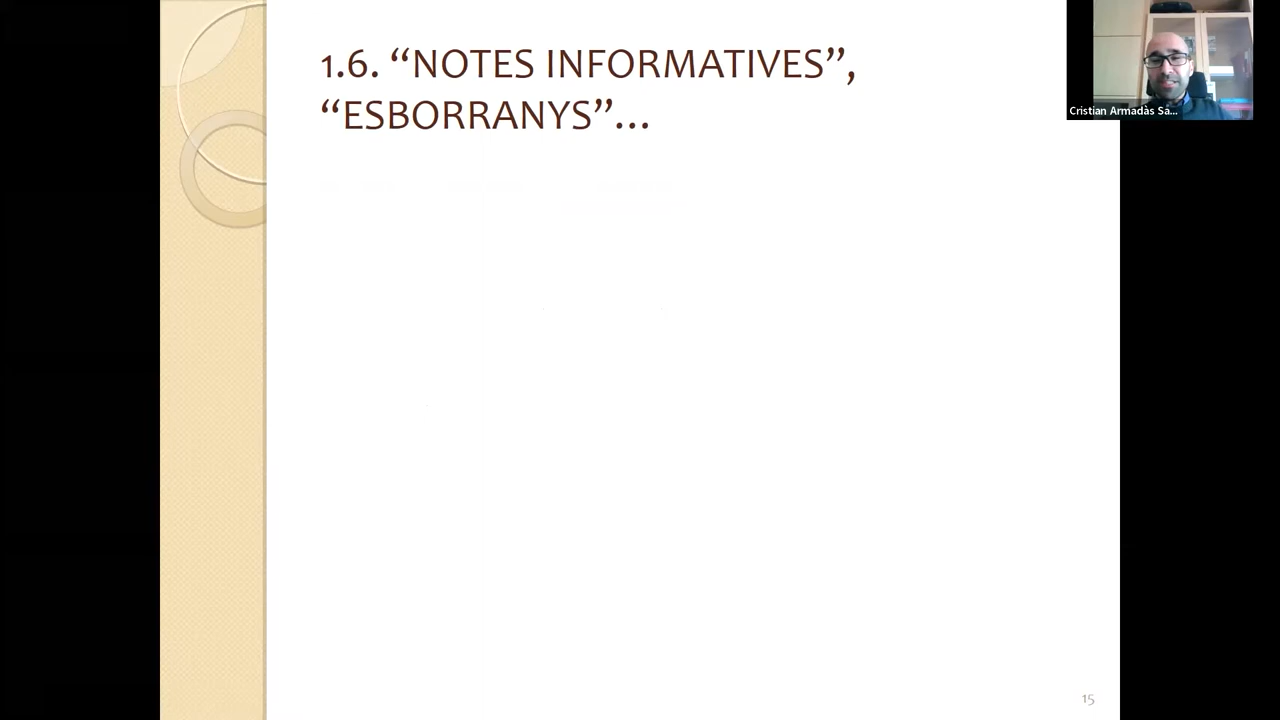 1.6. “NOTES INFORMATIVES”,
“ESBORRANYS”...
Cristian Armadàs Sa...
15